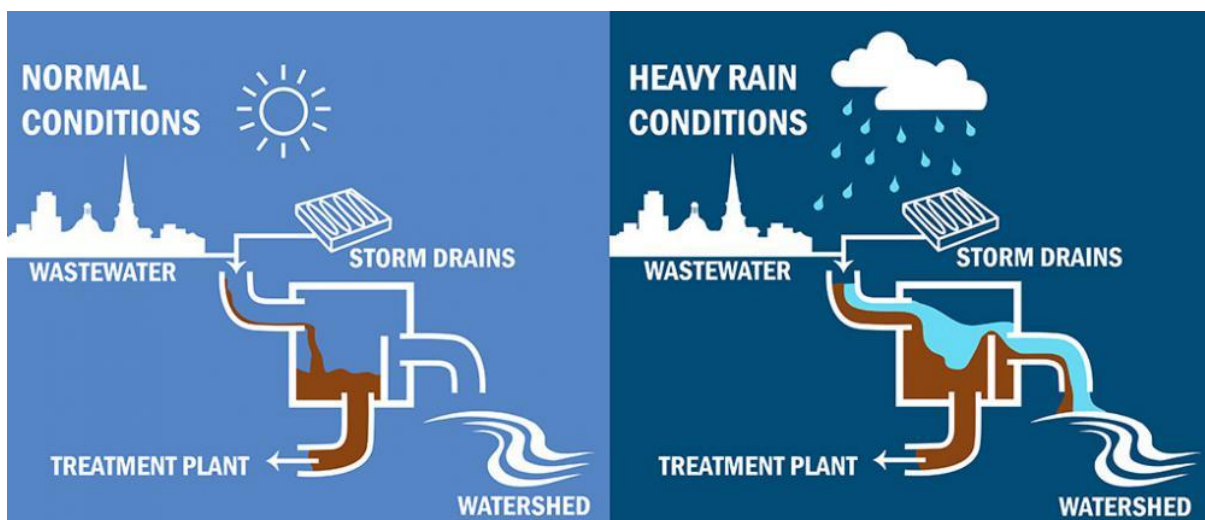 NORMAL
CONDITIONS
WASTEWATER
STORM DRAINS
TREATMENT PLANT
WATERSHED
HEAVY RAIN
CONDITIONS
WASTEWATER
STORM DRAINS
TREATMENT PLANT
WATERSHED